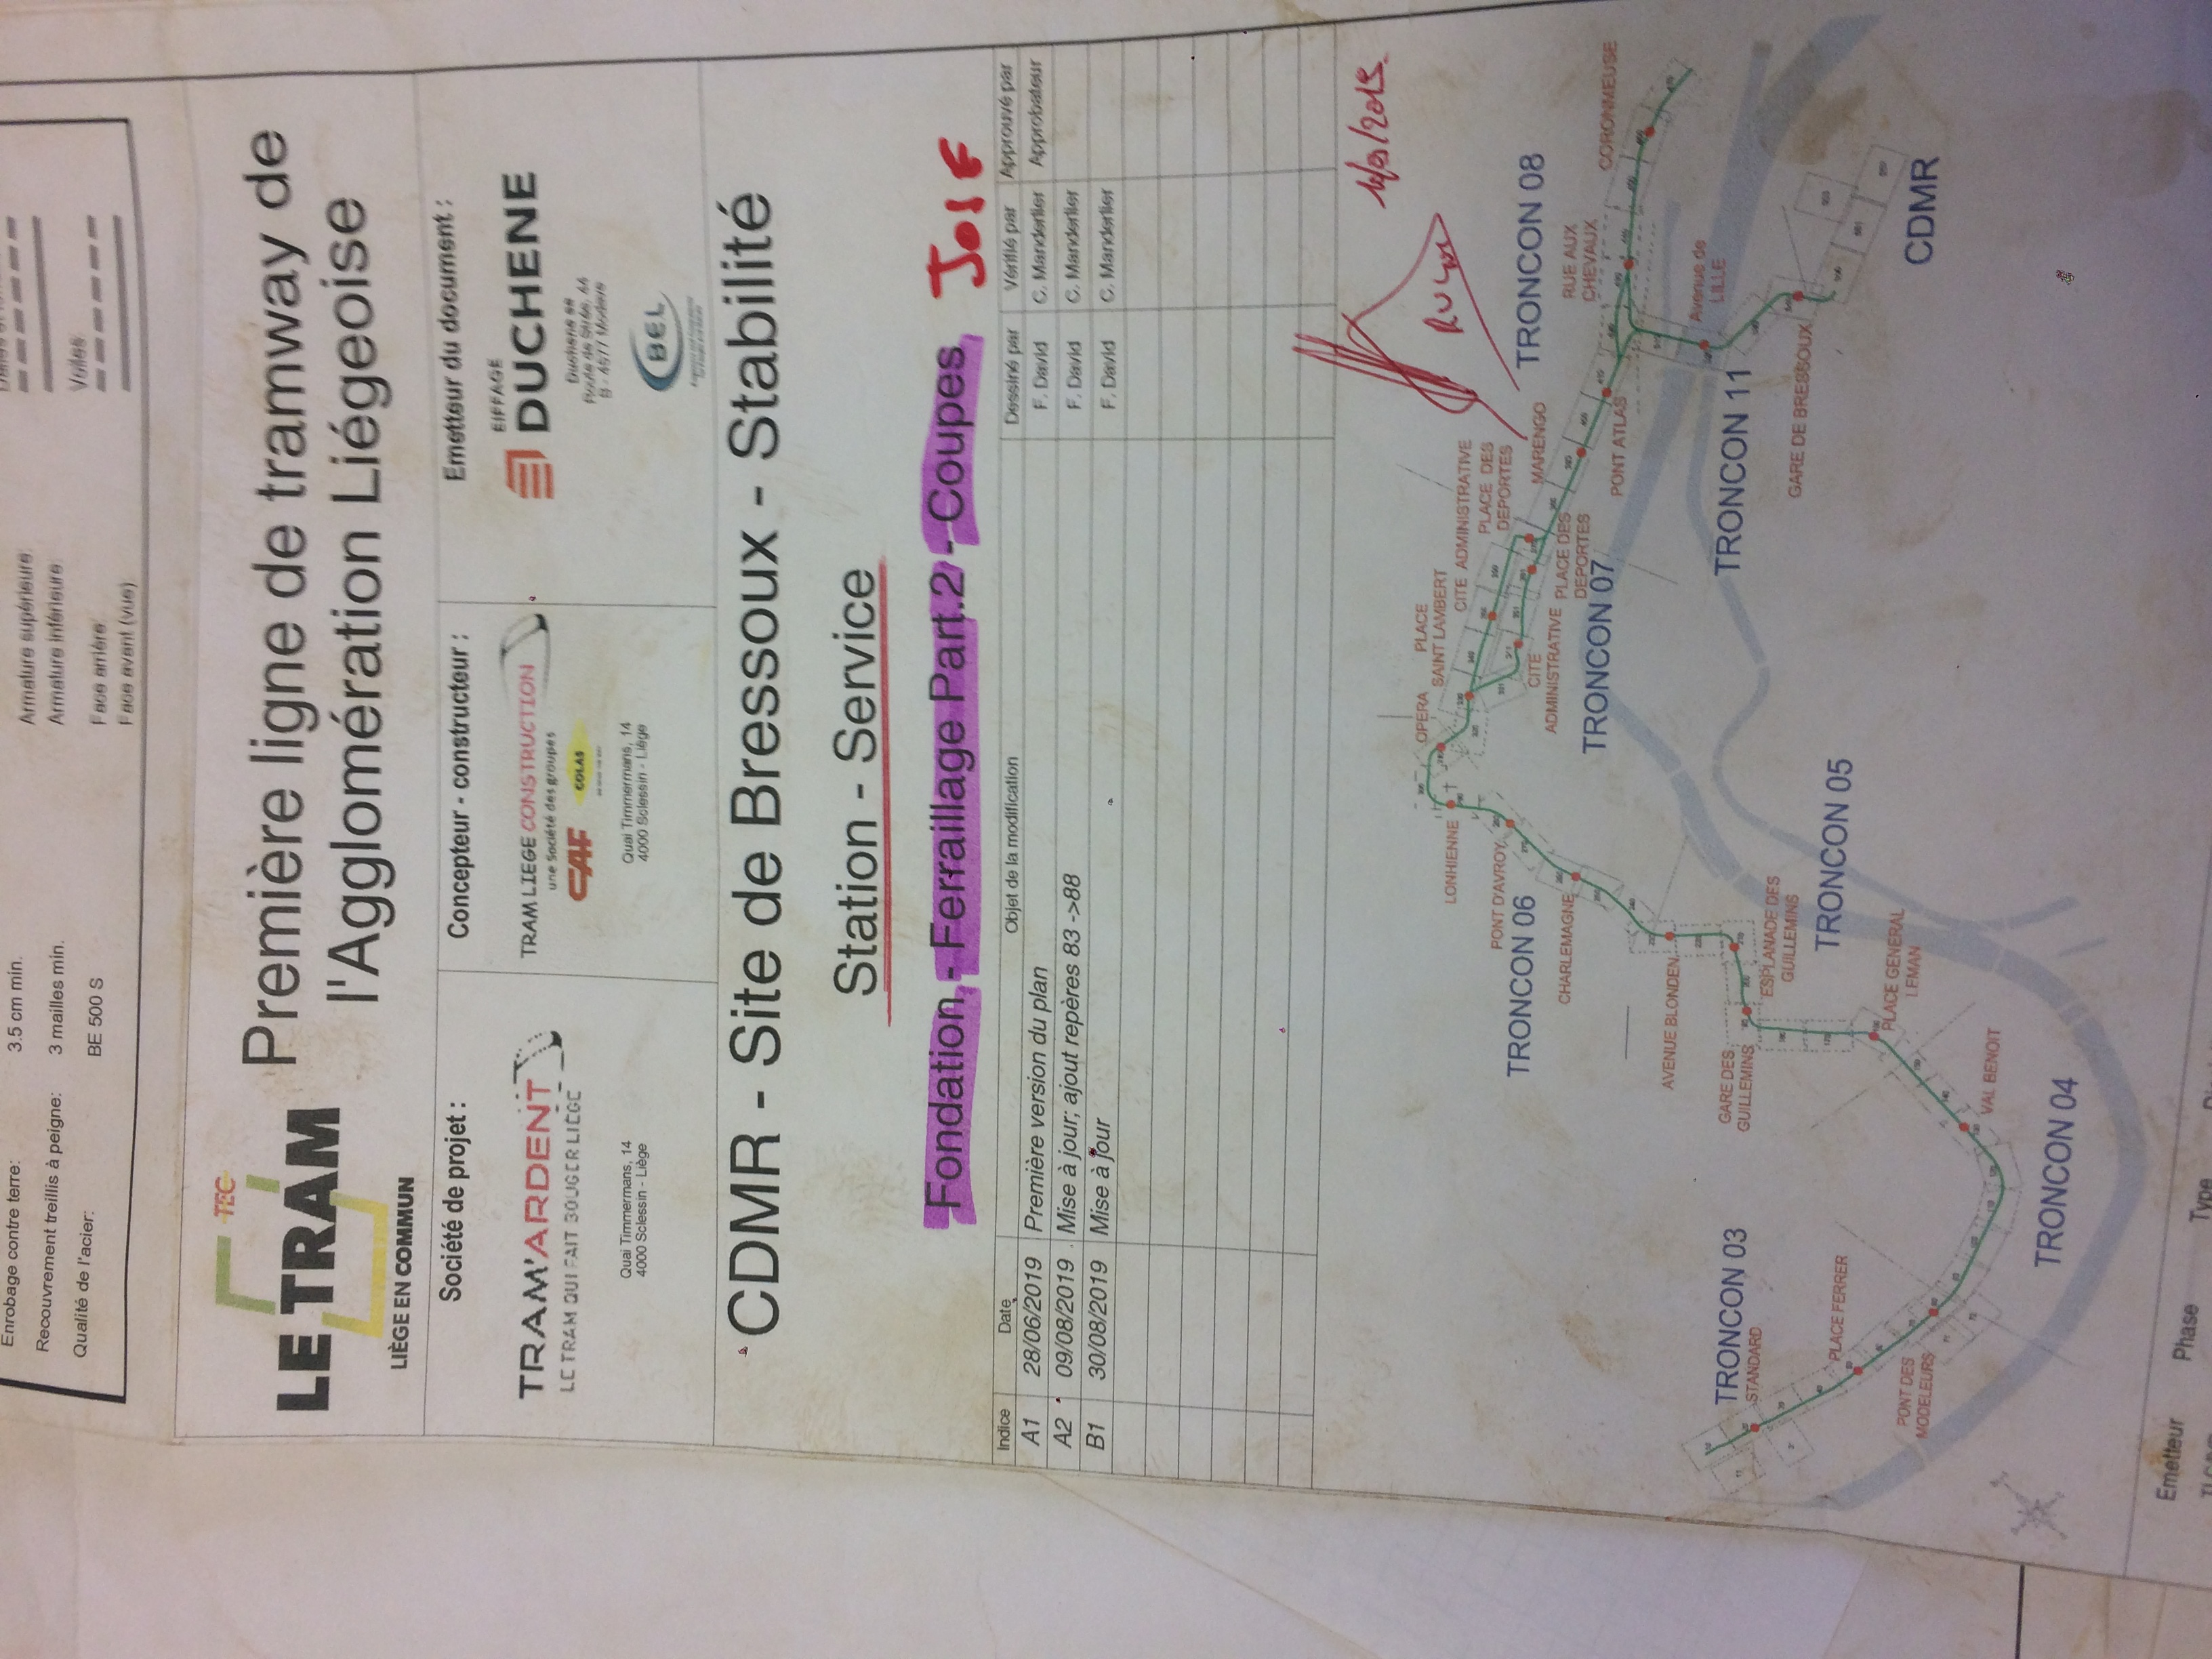 Enrobage contre terre: 3.5 cm min.
Recouvrement treillis à peigne: 3 mailles min.
Qualité de l'acier: BE 500 S
Armature supérieure:
Armature inférieure:
Voiles:
Face arrière:
Face avant (vue):
TEC
LE TRAM
LIÈGE EN COMMUN
Première ligne de tramway de
l'Agglomération Liégeoise
Société de projet :
TRAM'ARDENT
LE TRAM QUI FAIT BOUGER LIÈGE
Quai Timmermans, 14
4000 Sclessin - Liège
Concepteur - constructeur :
TRAM LIEGE CONSTRUCTION
une Société des groupes
CAF COLAS
Quai Timmermans, 14
4000 Sclessin - Liège
Emetteur du document :
EIFFAGE
DUCHENE
Duchene sa
Route de Strée, 44
B - 4577 Modave
BEL
CDMR - Site de Bressoux - Stabilité
Station - Service
Fondation - Ferraillage Part.2 - Coupes
JOSE
Indice Date Objet de la modification Dessiné par Vérifié par Approuvé par
A1 28/06/2019 Première version du plan F. David C. Manderlier Approbateur
A2 09/08/2019 Mise à jour; ajout repères 83 ->88 F. David C. Manderlier
B1 30/08/2019 Mise à jour F. David C. Manderlier
OPERA
PLACE
SAINT LAMBERT
LONHIENNE
CITE ADMINISTRATIVE
PLACE DES
DEPORTES
PONT D'AVROY
TRONCON 06
MARENGO
TRONCON 08
CITE
ADMINISTRATIVE
PLACE DES
DEPORTES
CHARLEMAGNE
RUE AUX
CHEVAUX
TRONCON 07
PONT ATLAS
CORONMEUSE
AVENUE BLONDEN
Avenue de
LILLE
TRONCON 03
STANDARD
GARE DES
GUILLEMINS
TRONCON 11
ESPLANADE DES
GUILLEMINS
GARE DE BRESSOUX
TRONCON 05
PLACE FERRER
PLACE GENERAL
LEMAN
PONT DES
MODELEURS
CDMR
VAL BENOIT
TRONCON 04
Emetteur Phase Type